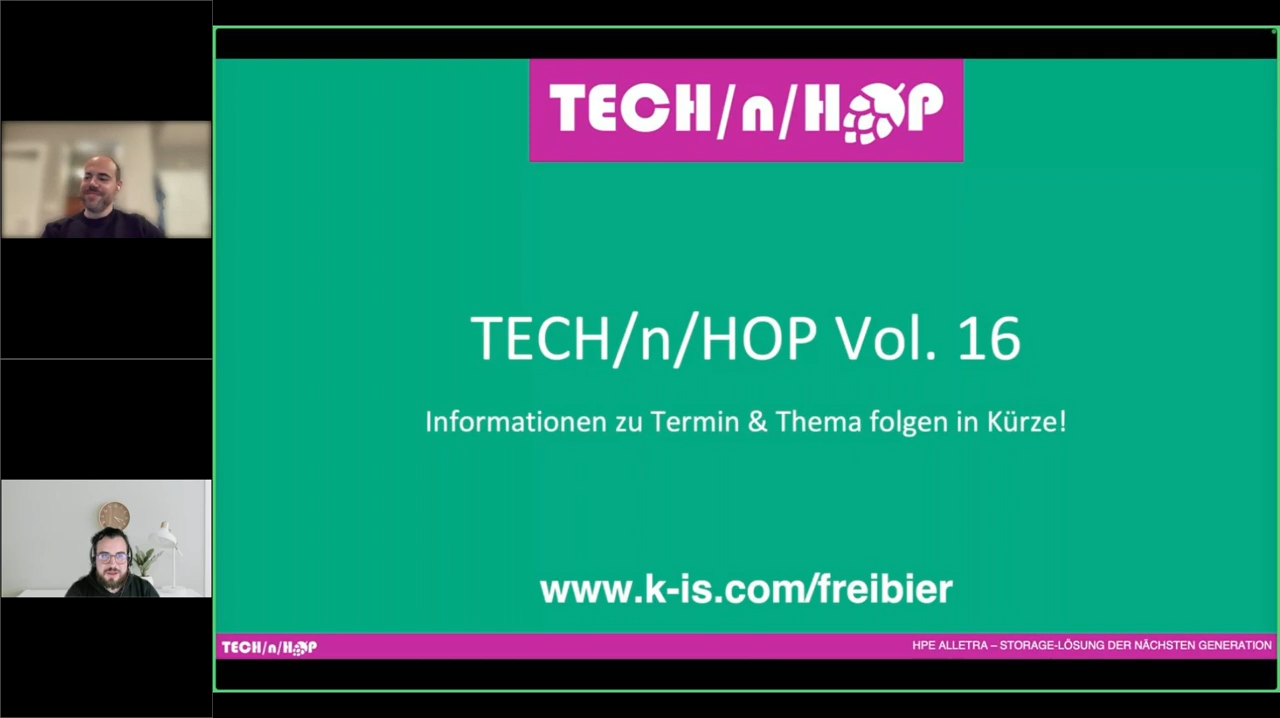 TECH/n/HOP
TECH/n/HOP Vol. 16
Informationen zu Termin & Thema folgen in Kürze!
www.k-is.com/freibier
TECH/n/HOP
HPE ALLETRA – STORAGE-LÖSUNG DER NÄCHSTEN GENERATION